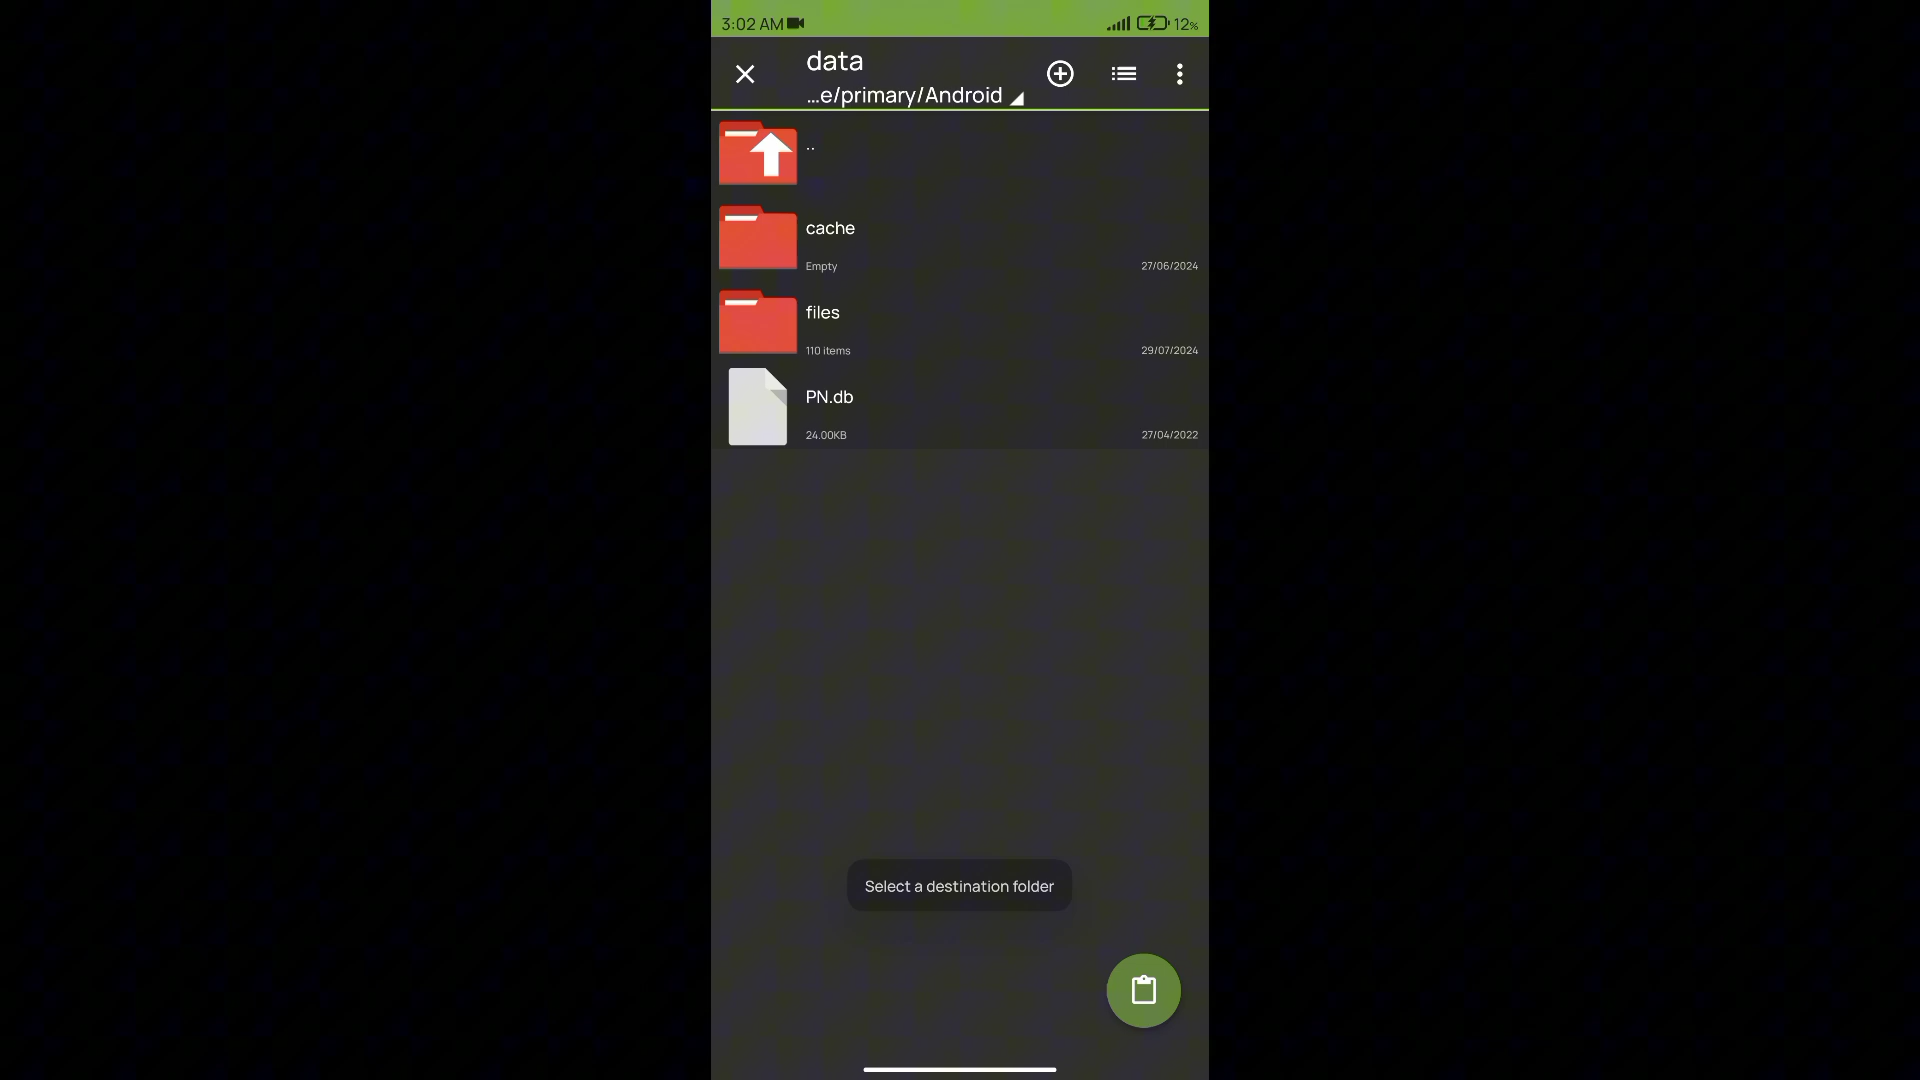 3:02 AM
12%
data
...e/primary/Android
..
cache
Empty
27/06/2024
files
110 items
29/07/2024
PN.db
24.00KB
27/04/2022
Select a destination folder